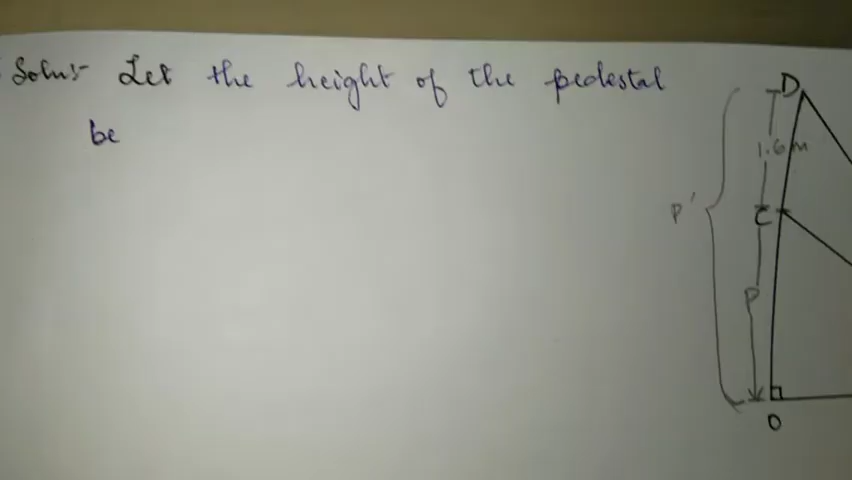 Soln:- Let the height of the pedestal
be
D
1.6m
P'
C
P
O